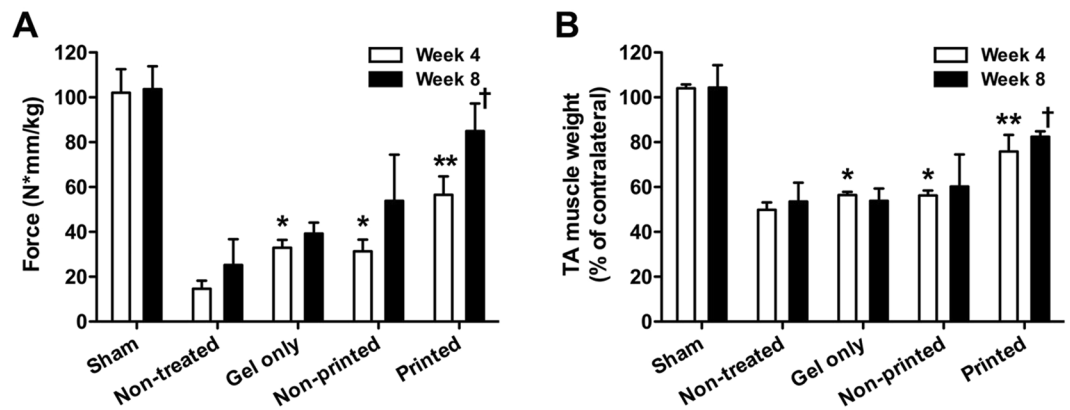 A
Force (N*mm/kg)
120
100
80
60
40
20
0
Week 4
Week 8
*
*
**
†
Sham
Non-treated
Gel only
Non-printed
Printed
B
TA muscle weight
(% of contralateral)
120
100
80
60
40
20
0
Week 4
Week 8
*
*
**
†
Sham
Non-treated
Gel only
Non-printed
Printed